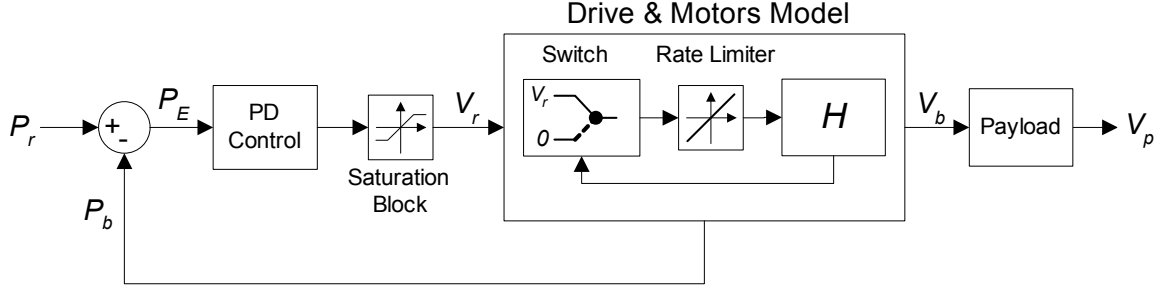 Drive & Motors Model
Switch
Rate Limiter
P_r
+
-
P_E
PD
Control
Saturation
Block
V_r
V_r
0
H
V_b
Payload
V_p
P_b